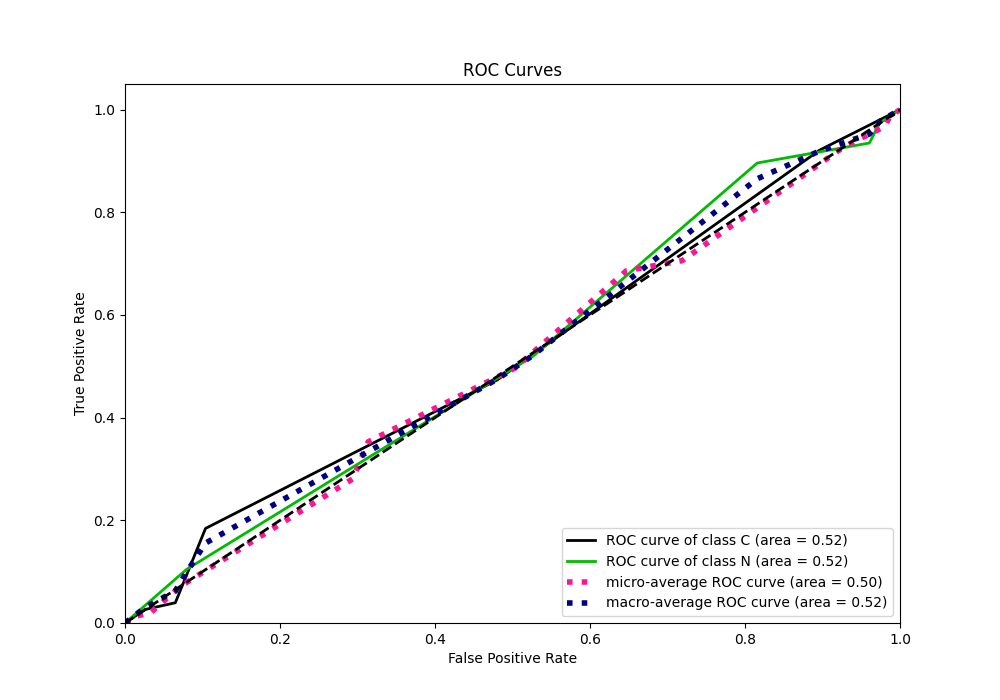 ROC Curves
True Positive Rate
1.0
0.8
0.6
0.4
0.2
0.0
ROC curve of class C (area = 0.52)
ROC curve of class N (area = 0.52)
micro-average ROC curve (area = 0.50)
macro-average ROC curve (area = 0.52)
0.0 0.2 0.4 0.6 0.8 1.0
False Positive Rate